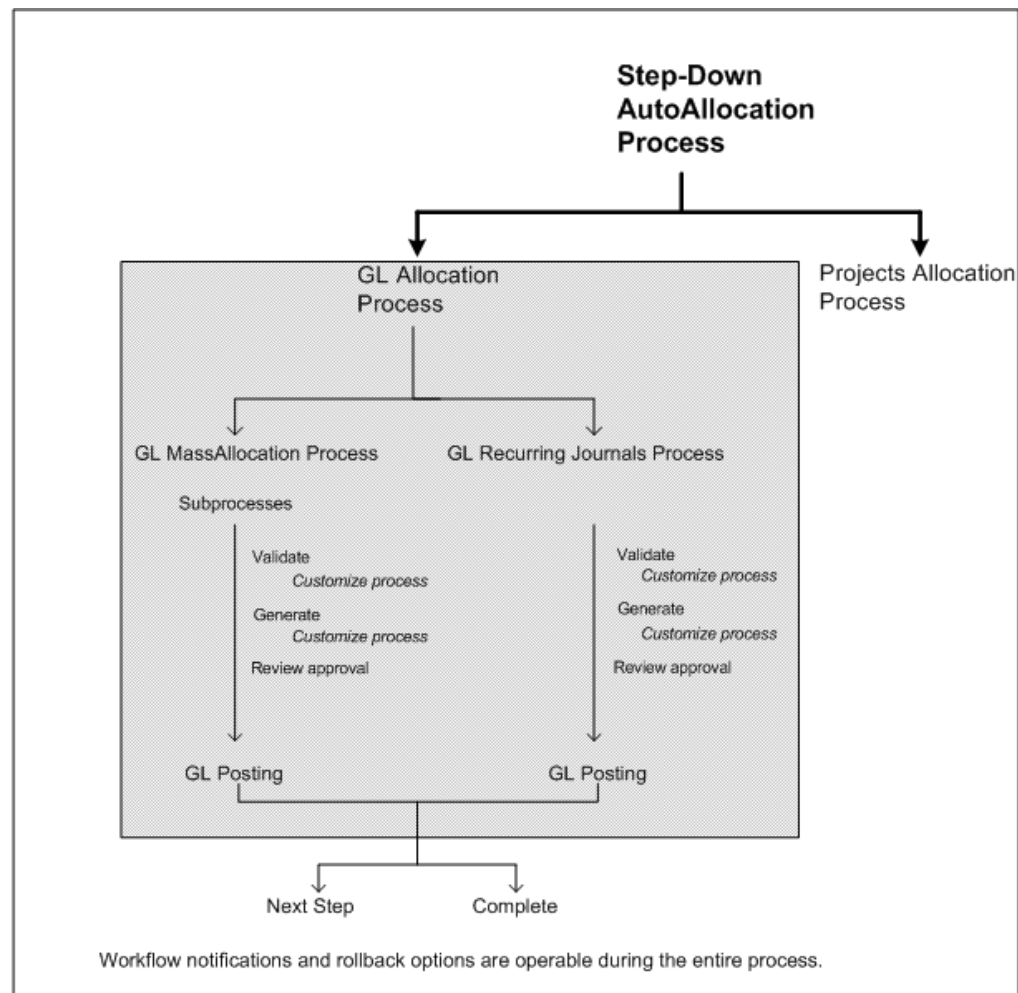 Step-Down
AutoAllocation
Process
GL Allocation
Process
Projects Allocation
Process
GL MassAllocation Process
GL Recurring Journals Process
Subprocesses
Validate
Customize process
Generate
Customize process
Review approval
Validate
Customize process
Generate
Customize process
Review approval
GL Posting
GL Posting
Next Step
Complete
Workflow notifications and rollback options are operable during the entire process.